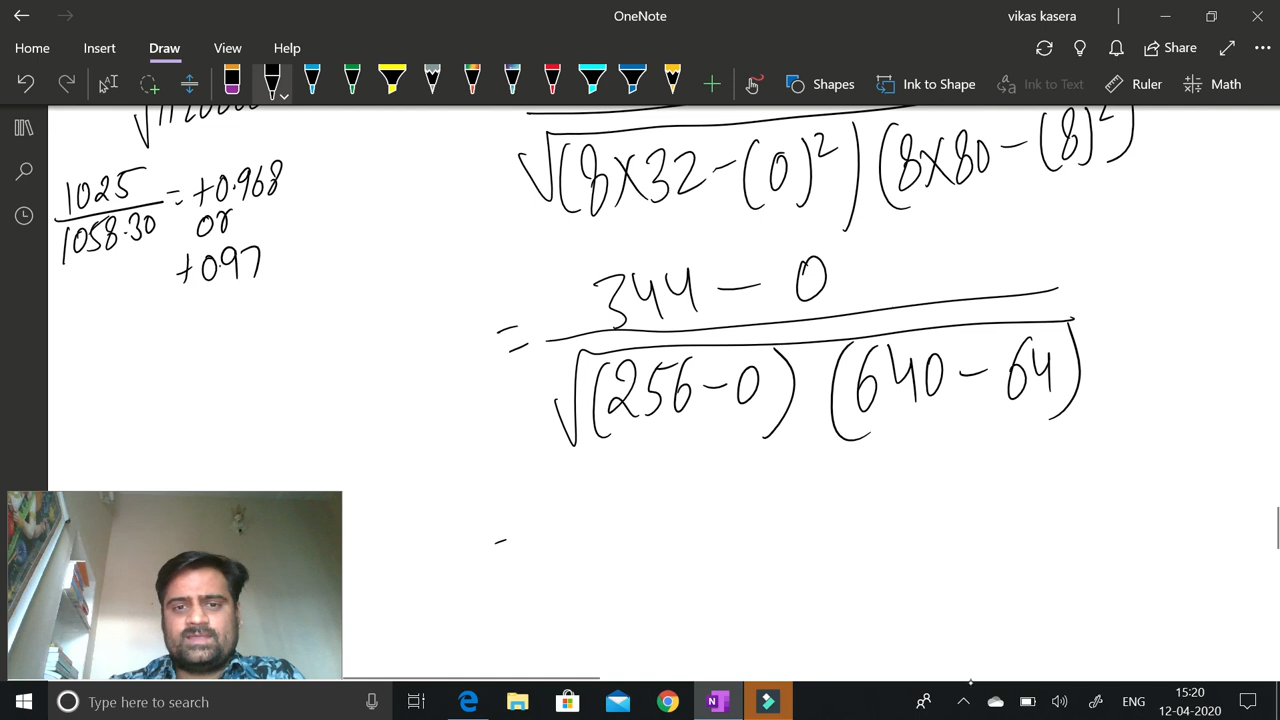 OneNote
vikas kasera
Home Insert Draw View Help
Share
Shapes Ink to Shape Ink to Text Ruler Math
√(8×32-(0)²) (8×80-(8)²)
1025 / 1058.30 = +0.968
or
+0.97
= 344 - 0
√(256-0) (640-64)
-
Type here to search
ENG
15:20
12-04-2020